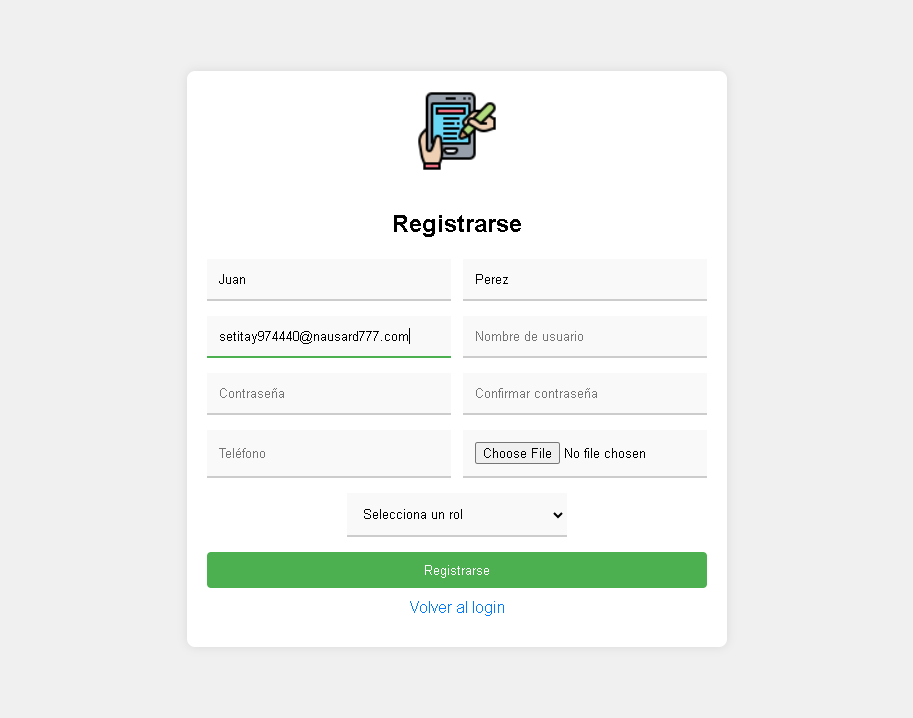 Registrarse
Juan
Perez
setitay974440@nausard777.com
Nombre de usuario
Contraseña
Confirmar contraseña
Teléfono
Choose File No file chosen
Selecciona un rol
Registrarse
Volver al login